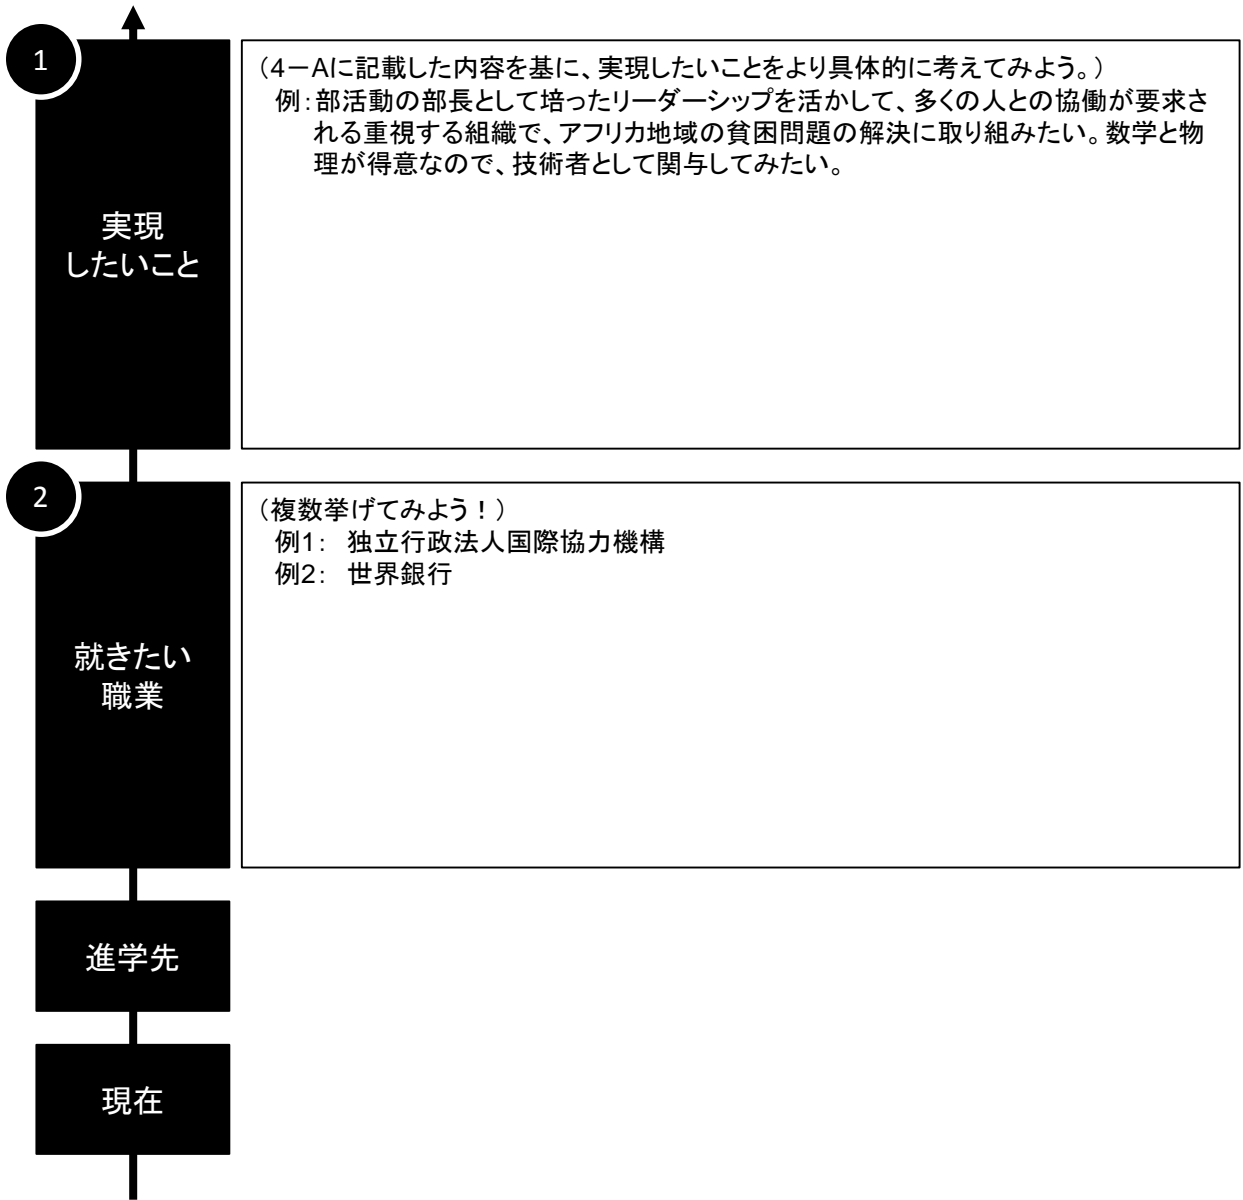 1
(4ーAに記載した内容を基に、実現したいことをより具体的に考えてみよう。)
例:部活動の部長として培ったリーダーシップを活かして、多くの人との協働が要求さ
れる重視する組織で、アフリカ地域の貧困問題の解決に取り組みたい。数学と物
理が得意なので、技術者として関与してみたい。
実現
したいこと
2
(複数挙げてみよう!)
例1: 独立行政法人国際協力機構
例2: 世界銀行
就きたい
職業
進学先
現在